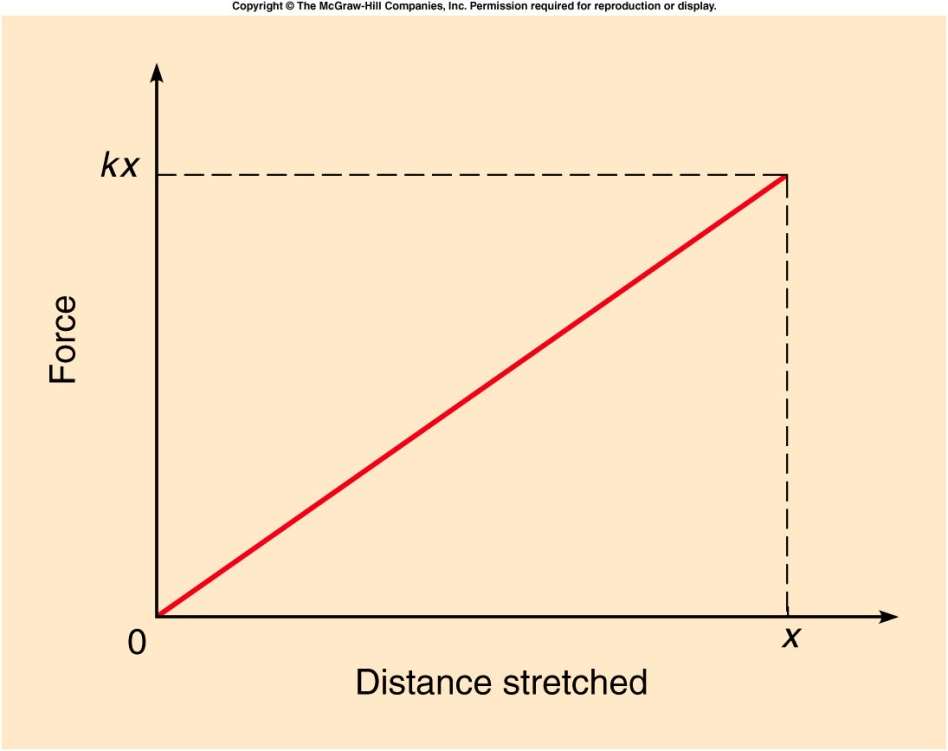 Copyright © The McGraw-Hill Companies, Inc. Permission required for reproduction or display.
kx
Force
0
x
Distance stretched